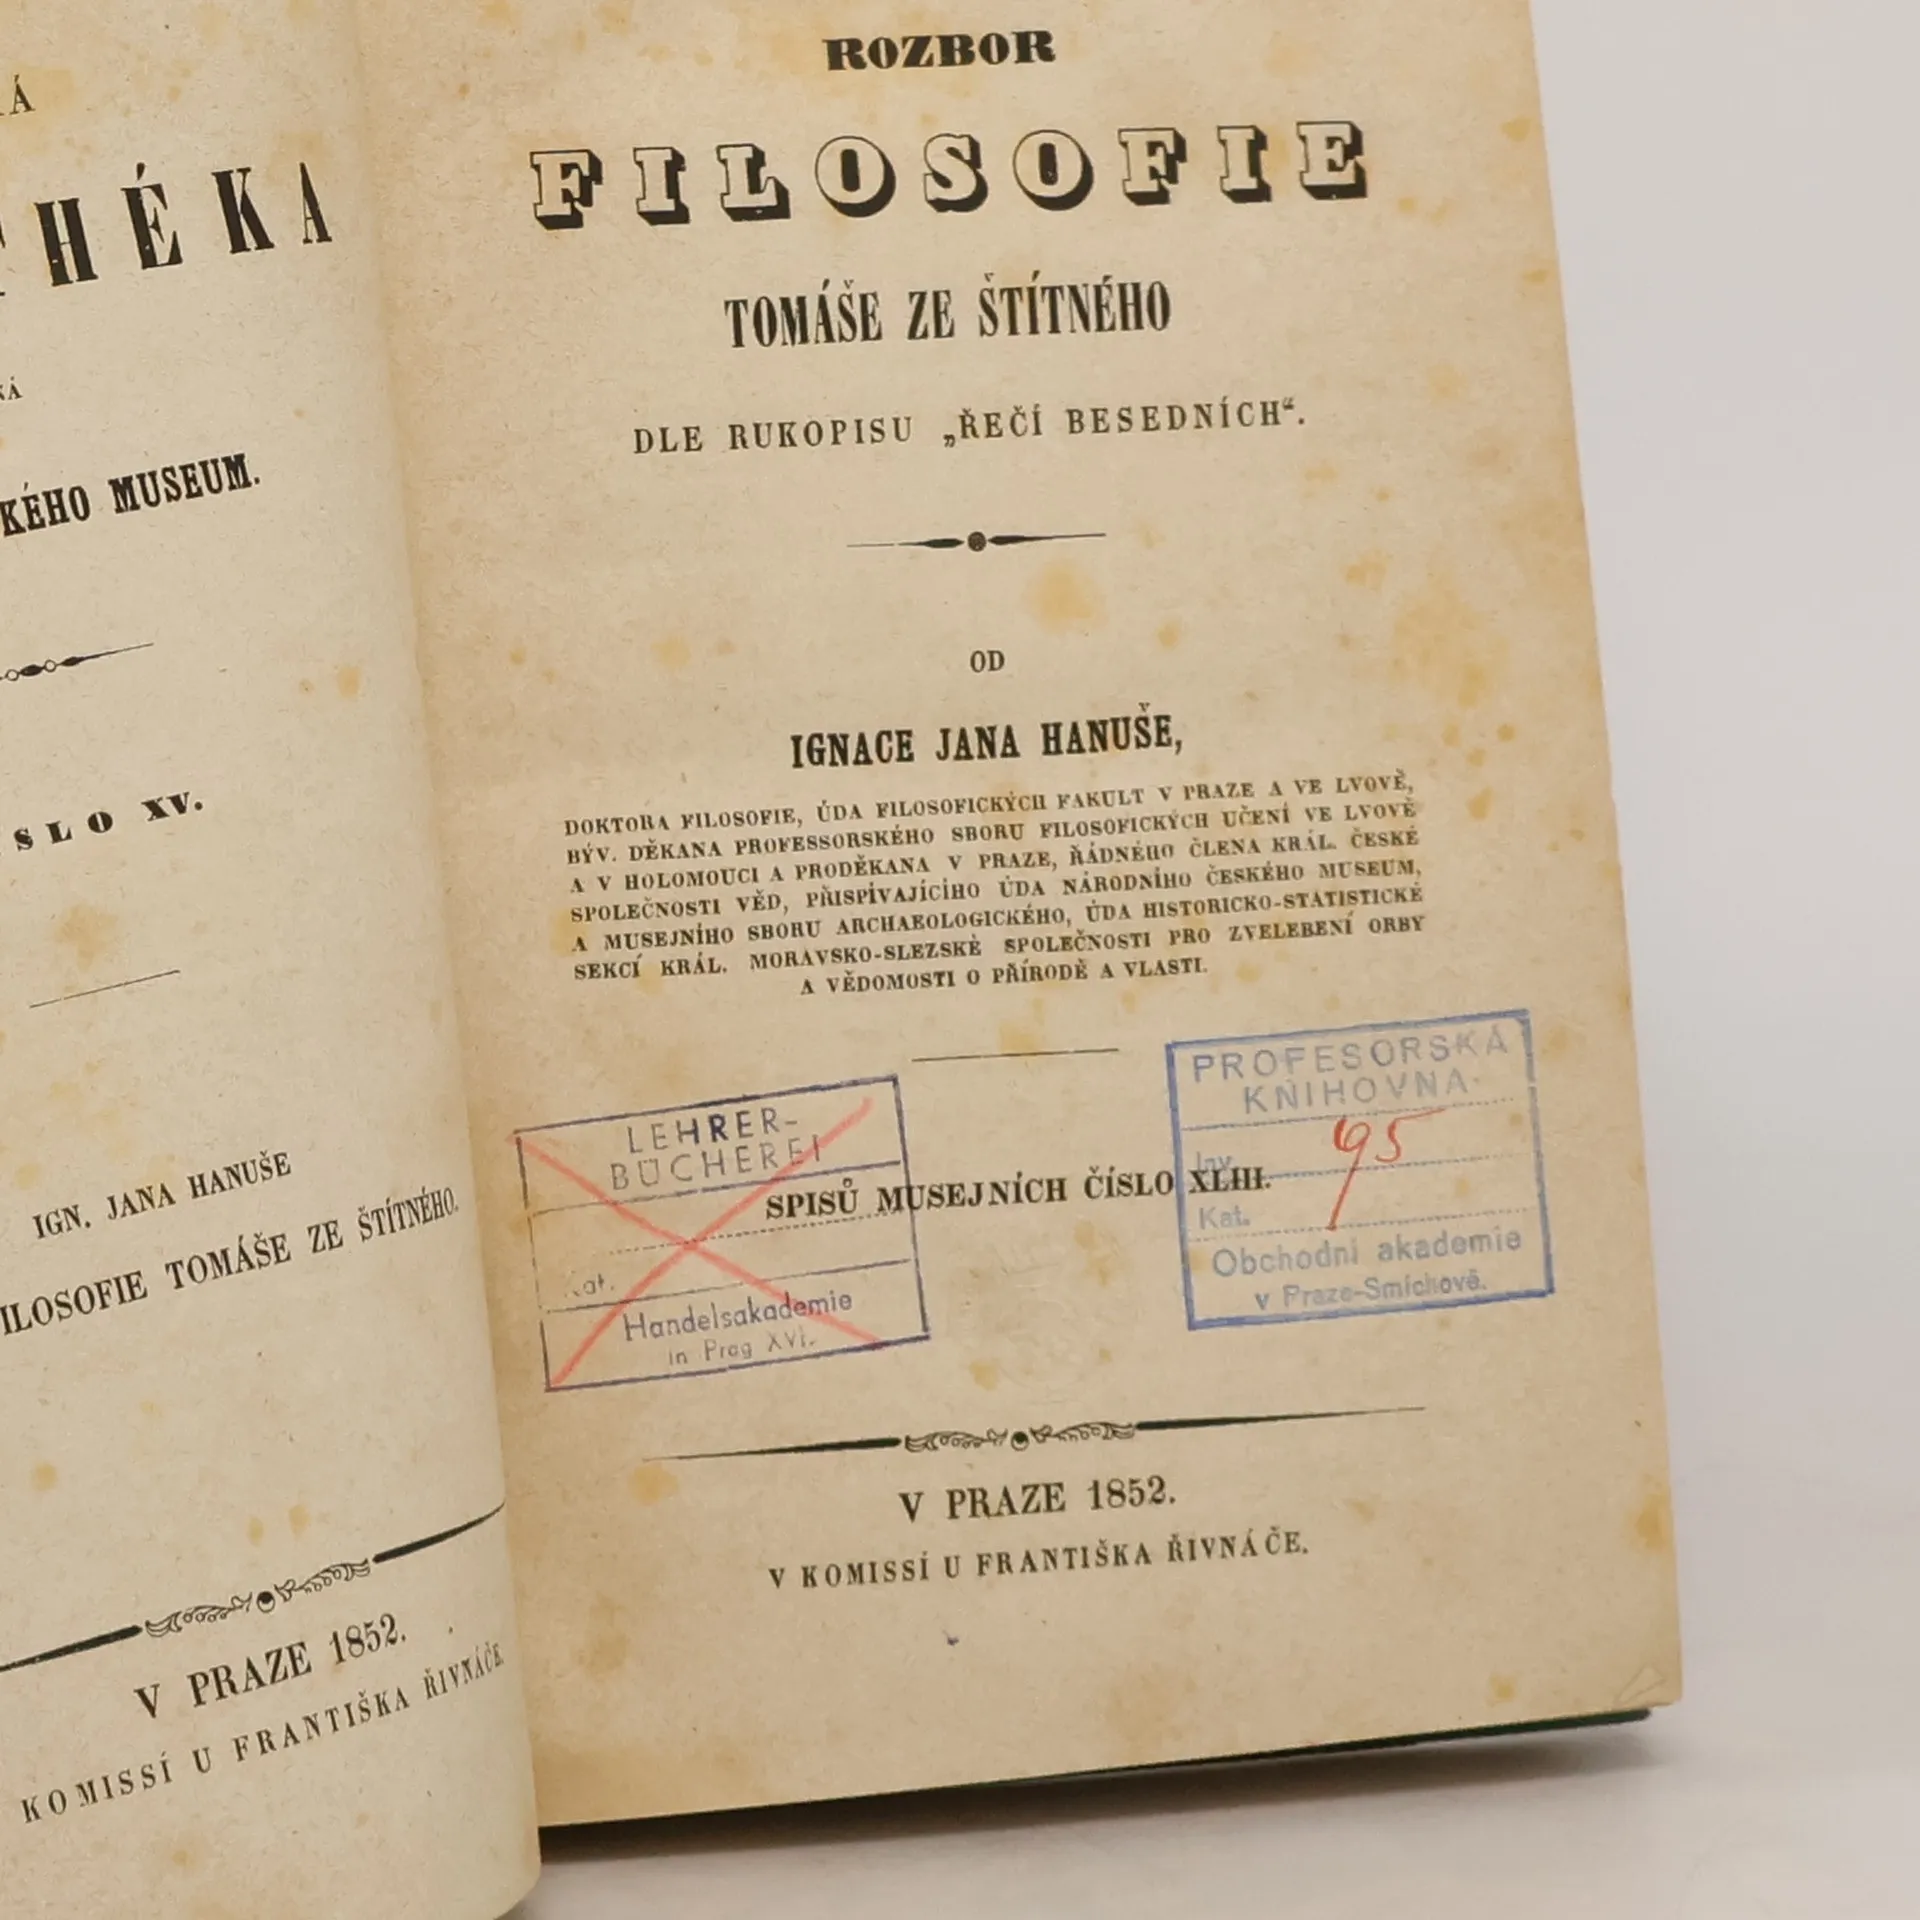 HÉKA
KÉHO MUSEUM.
SLO XV.
IGN. JANA HANUŠE
ILOSOFIE TOMÁŠE ZE ŠTÍTNÉHO.
V PRAZE 1852.
KOMISSÍ U FRANTIŠKA ŘIVNÁČE.
ROZBOR
FILOSOFIE
TOMÁŠE ZE ŠTÍTNÉHO
DLE RUKOPISU „ŘEČÍ BESEDNÍCH“.
OD
IGNACE JANA HANUŠE,
DOKTORA FILOSOFIE, ÚDA FILOSOFICKÝCH FAKULT V PRAZE A VE LVOVĚ,
BÝV. DĚKANA PROFESSORSKÉHO SBORU FILOSOFICKÝCH UČENÍ VE LVOVĚ
A V HOLOMOUCI A PRODĚKANA V PRAZE, ŘÁDNÉHO ČLENA KRÁL. ČESKÉ
SPOLEČNOSTI VĚD, PŘISPÍVAJÍCÍHO ÚDA NÁRODNÍHO ČESKÉHO MUSEUM,
A MUSEJNÍHO SBORU ARCHAEOLOGICKÉHO, ÚDA HISTORICKO-STATISTICKÉ
SEKCÍ KRÁL. MORAVSKO-SLEZSKÉ SPOLEČNOSTI PRO ZVELEBENÍ ORBY
A VĚDOMOSTI O PŘÍRODĚ A VLASTI.
LEHRER-
BÜCHEREI
Kat.
Handelsakademie
in Prag XVI.
SPISŮ MUSEJNÍCH ČÍSLO XLIII.
PROFESORSKÁ
KNIHOVNA
Inv.
95
Kat.
Obchodní akademie
v Praze-Smíchově.
V PRAZE 1852.
V KOMISSÍ U FRANTIŠKA ŘIVNÁČE.